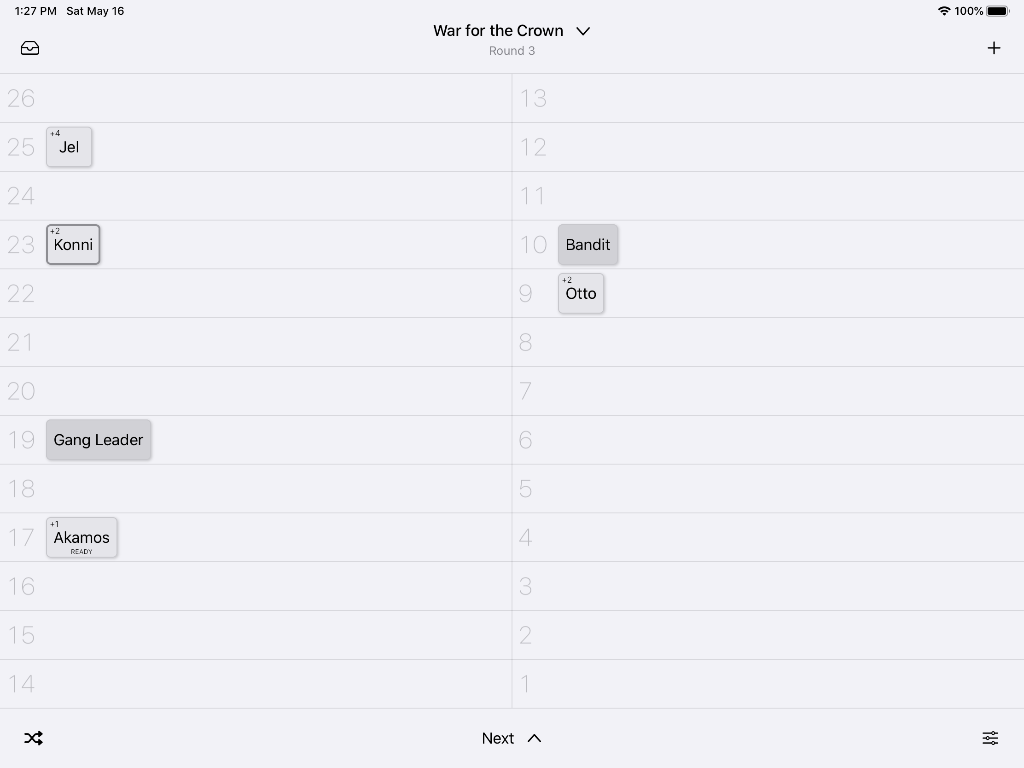 1:27 PM Sat May 16
100%
War for the Crown
Round 3
26
25 +4 Jel
24
23 +2 Konni
22
21
20
19 Gang Leader
18
17 +1 Akamos
READY
16
15
14
13
12
11
10 Bandit
9 +2 Otto
8
7
6
5
4
3
2
1
Next